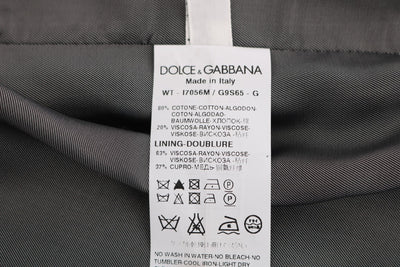 DOLCE & GABBANA
Made in Italy
WT - I7056M / G9S65 - G
80% COTONE-COTTON-ALGODON-
COTON-ALGODAO-
BAUMWOLLE-ХЛОПОК-棉
20% VISCOSA-RAYON-VISCOSE-
VISKOSE-ВИСКОЗА-
LINING-DOUBLURE
63% VISCOSA-RAYON-VISCOSE-
VISKOSE-ВИСКОЗА-
37% CUPRO-МЕДЬ-
NO WASH IN WATER-NO BLEACH-NO
TUMBLER-COOL IRON-LIGHT DRY